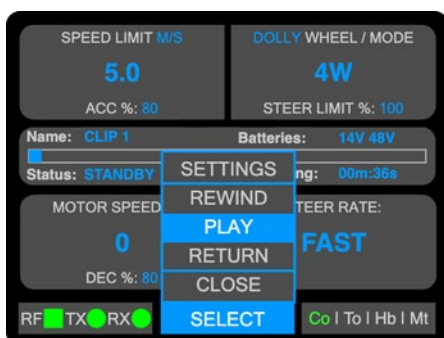 SPEED LIMIT M/S
5.0
ACC %: 80
DOLLY WHEEL / MODE
4W
STEER LIMIT %: 100
Name: CLIP 1
Batteries: 14V 48V
Status: STANDBY
ng: 00m:36s
MOTOR SPEED
0
DEC %: 80
TEER RATE:
FAST
SETTINGS
REWIND
PLAY
RETURN
CLOSE
SELECT
RF TX RX
Co I To I Hb I Mt